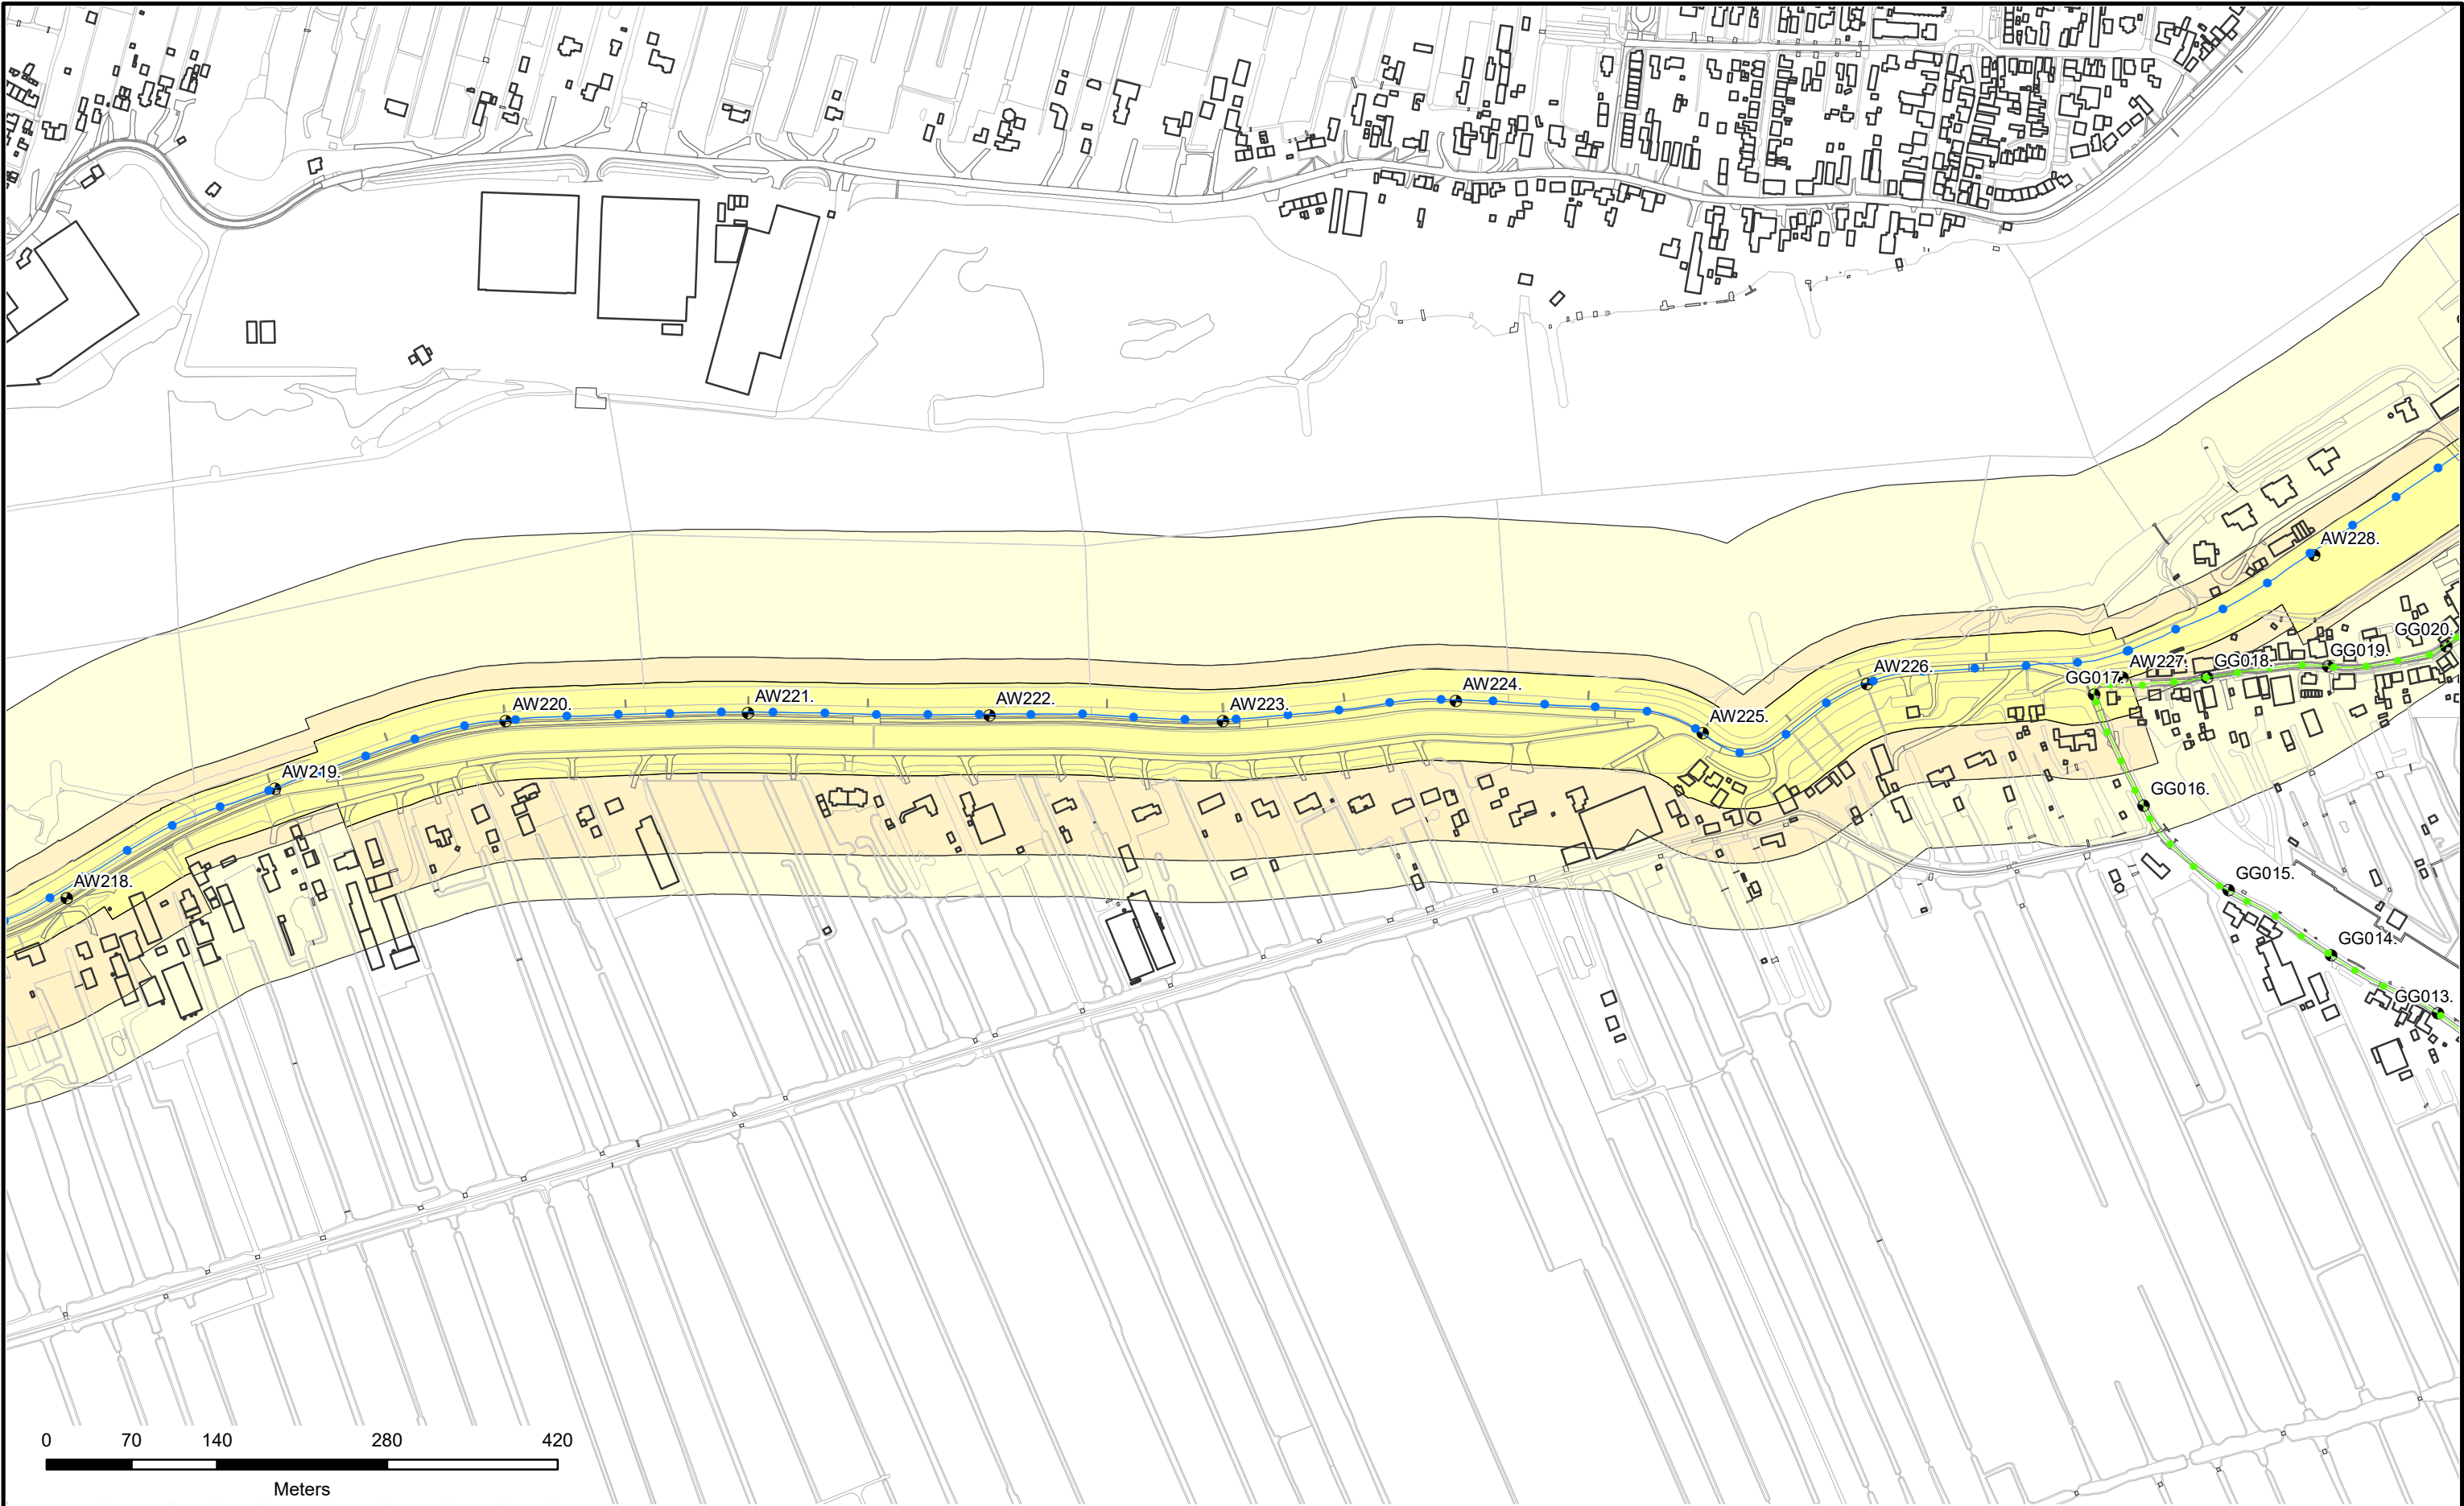 AW228.
GG020.
GG019.
GG018.
AW227.
GG017.
AW226.
AW224.
AW221.
AW222.
AW220.
AW223.
AW225.
AW219.
GG016.
GG015.
AW218.
GG014.
GG013.
0 70 140 280 420
Meters